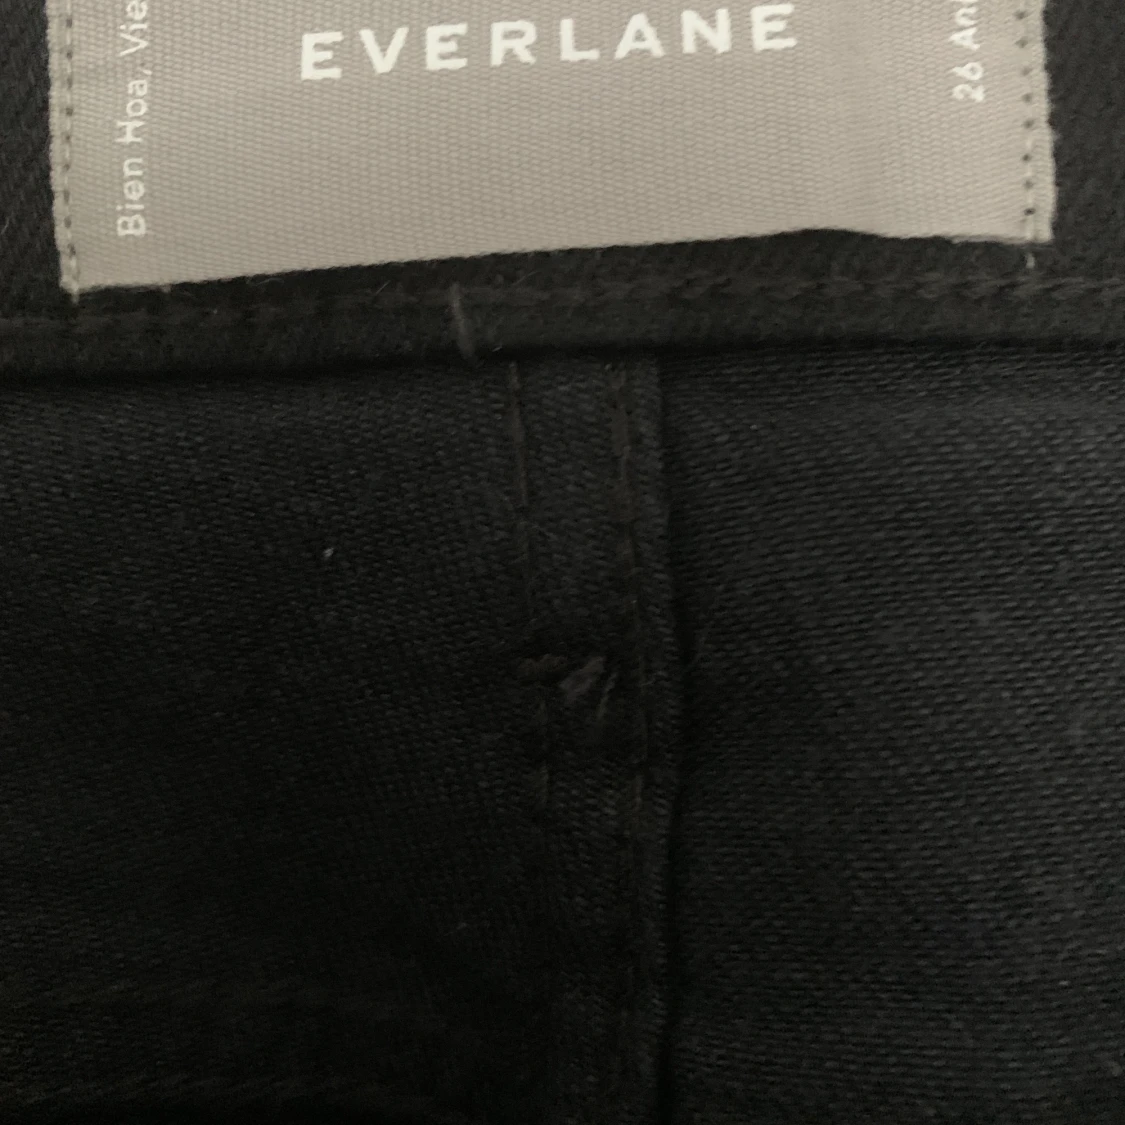 EVERLANE
Bien Hoa, Vie
26 An